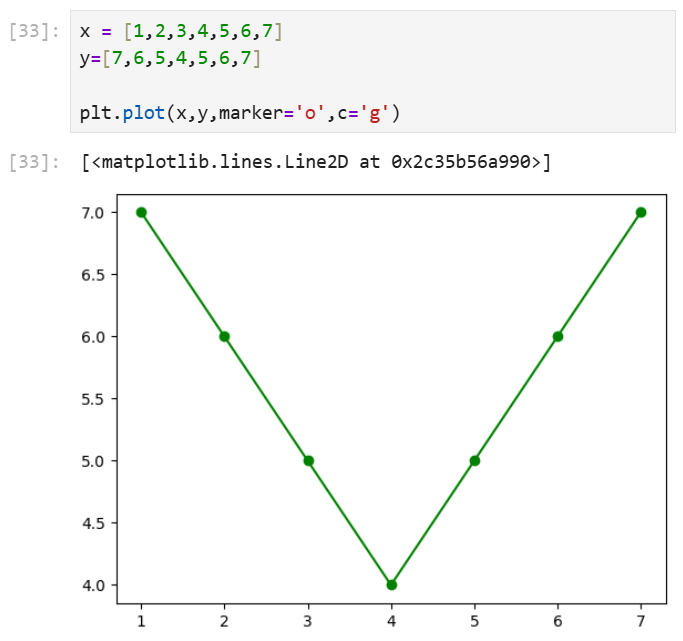 [33]: x = [1,2,3,4,5,6,7]
y=[7,6,5,4,5,6,7]
plt.plot(x,y,marker='o',c='g')
[33]: [<matplotlib.lines.Line2D at 0x2c35b56a990>]
7.0
6.5
6.0
5.5
5.0
4.5
4.0
1 2 3 4 5 6 7